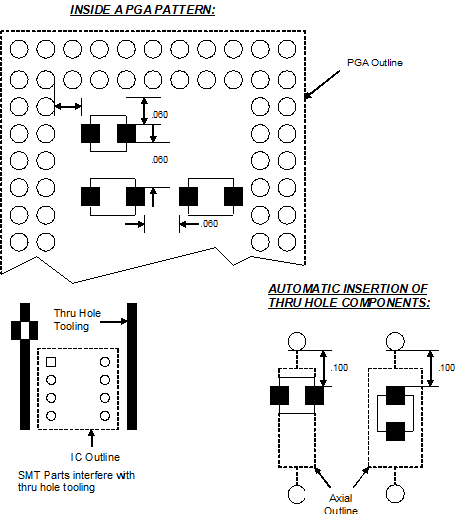 INSIDE A PGA PATTERN:
PGA Outline
.060
.060
.060
AUTOMATIC INSERTION OF
THRU HOLE COMPONENTS:
Thru Hole
Tooling
.100
.100
IC Outline
SMT Parts interfere with
thru hole tooling
Axial
Outline